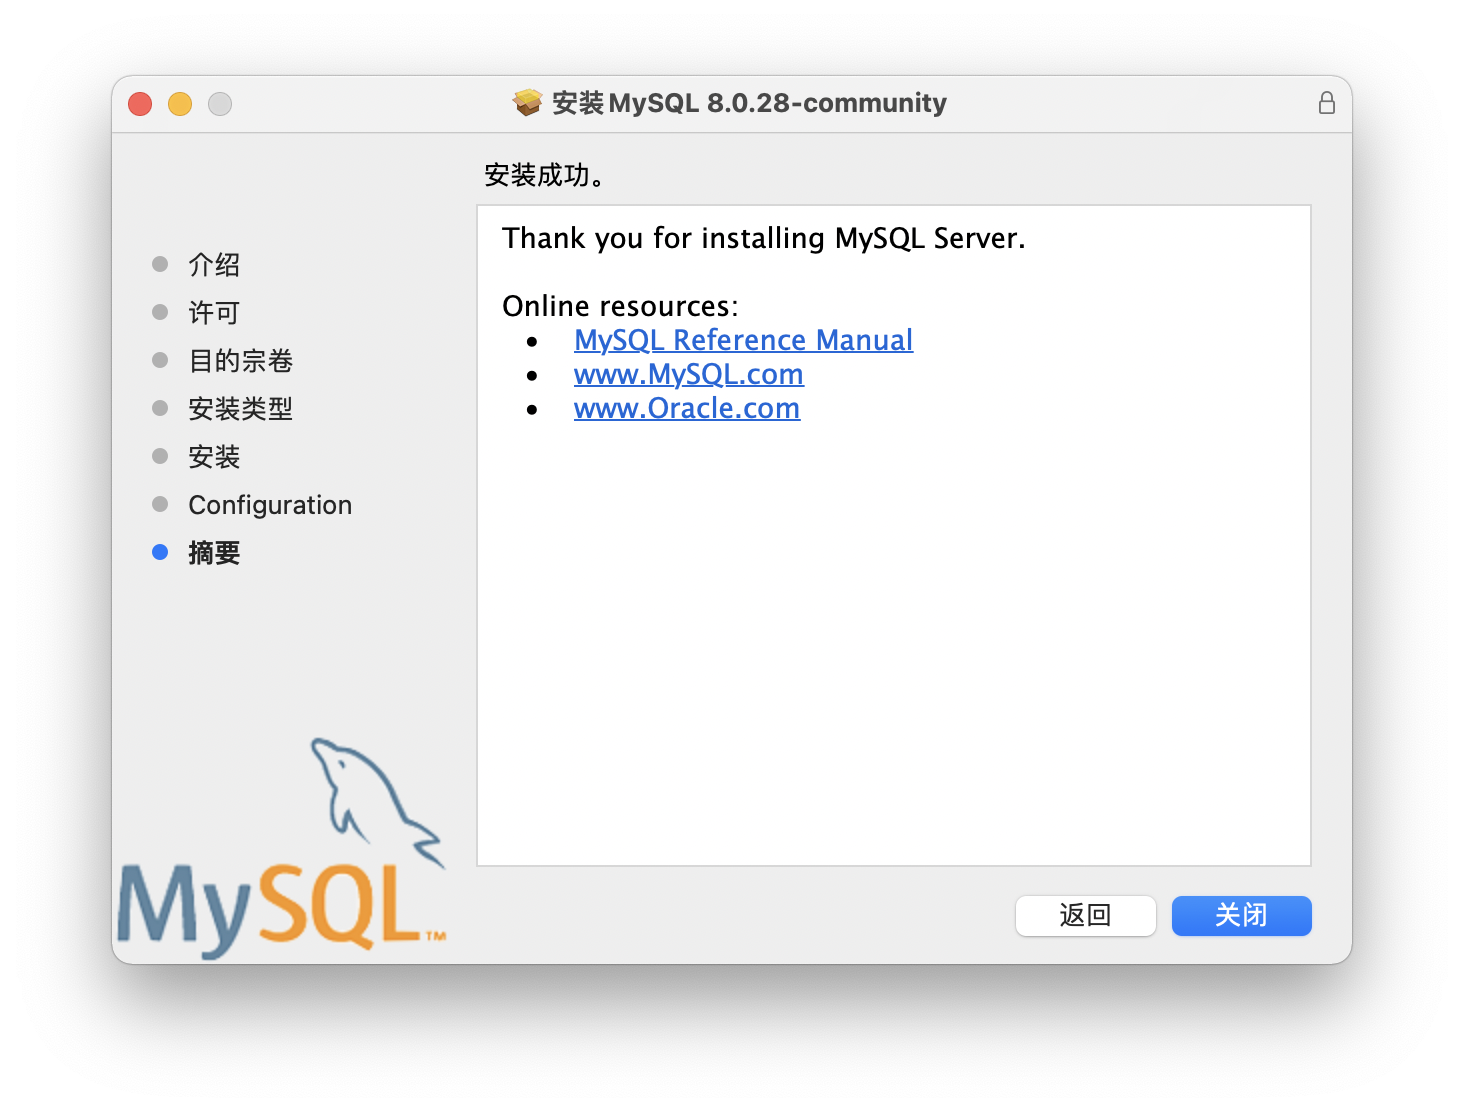 安装 MySQL 8.0.28-community
安装成功。
介绍
许可
目的宗卷
安装类型
安装
Configuration
摘要
Thank you for installing MySQL Server.
Online resources:
• MySQL Reference Manual
• www.MySQL.com
• www.Oracle.com
MySQL™
返回
关闭